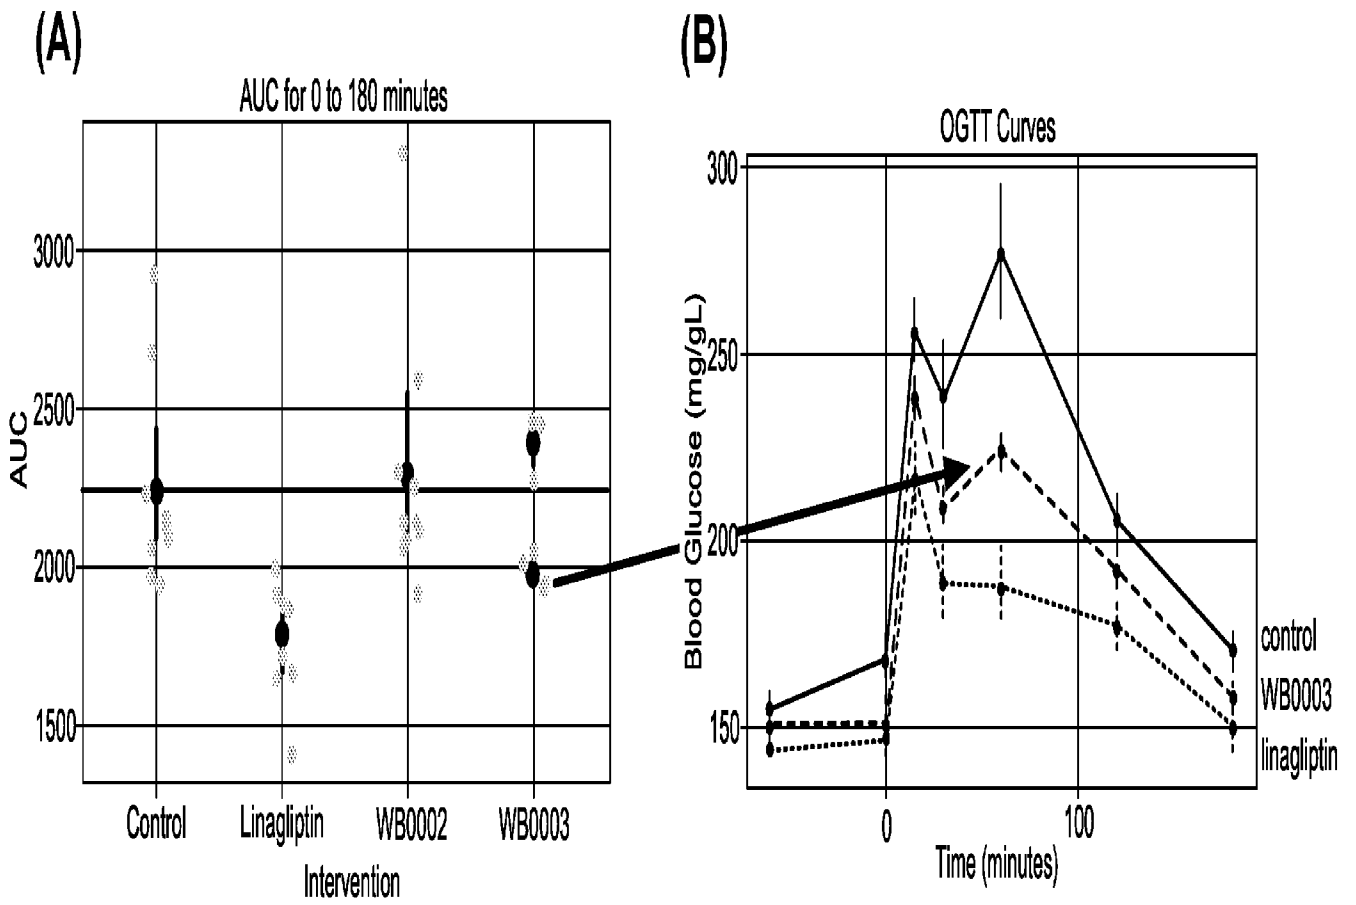 (A)
AUC for 0 to 180 minutes
3000
2500
2000
1500
AUC
Control
Linagliptin
WB0002
WB0003
Intervention
(B)
OGTT Curves
300
250
200
150
Blood Glucose (mg/gL)
0
100
Time (minutes)
control
WB0003
linagliptin